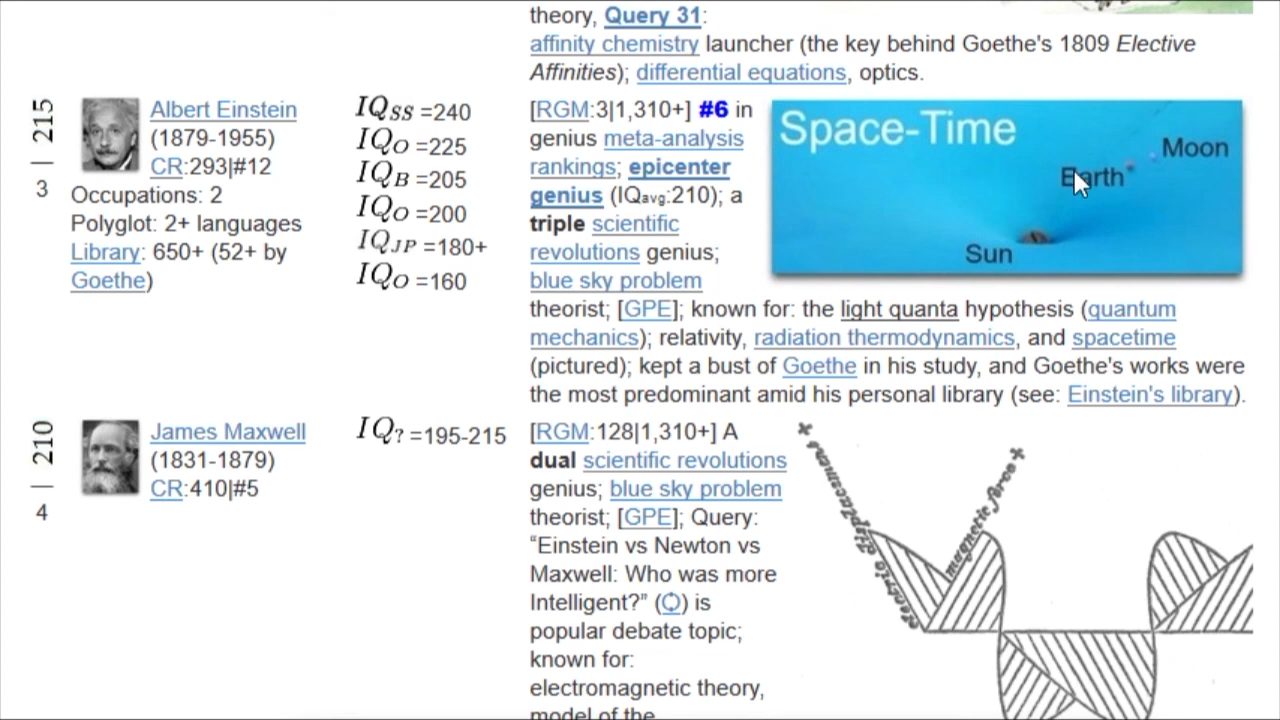 theory, Query 31:
affinity chemistry launcher (the key behind Goethe's 1809 Elective
Affinities); differential equations, optics.
215
3
Albert Einstein
(1879-1955)
CR:293|#12
Occupations: 2
Polyglot: 2+ languages
Library: 650+ (52+ by
Goethe)
IQSS =240
IQO =225
IQB =205
IQO =200
IQJP =180+
IQO =160
[RGM:3|1,310+] #6 in
genius meta-analysis
rankings; epicenter
genius (IQavg:210); a
triple scientific
revolutions genius;
blue sky problem
theorist; [GPE]; known for: the light quanta hypothesis (quantum
mechanics); relativity, radiation thermodynamics, and spacetime
(pictured); kept a bust of Goethe in his study, and Goethe's works were
the most predominant amid his personal library (see: Einstein's library).
Space-Time
Moon
Earth
Sun
210
4
James Maxwell
(1831-1879)
CR:410|#5
IQ? =195-215
[RGM:128|1,310+] A
dual scientific revolutions
genius; blue sky problem
theorist; [GPE]; Query:
“Einstein vs Newton vs
Maxwell: Who was more
Intelligent?” (Q) is
popular debate topic;
known for:
electromagnetic theory,
model of the
electric displacement
magnetic force